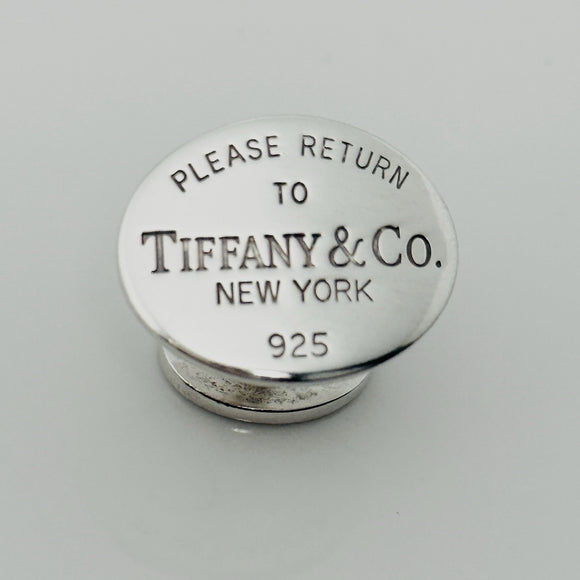 PLEASE RETURN
TO
TIFFANY & CO.
NEW YORK
925